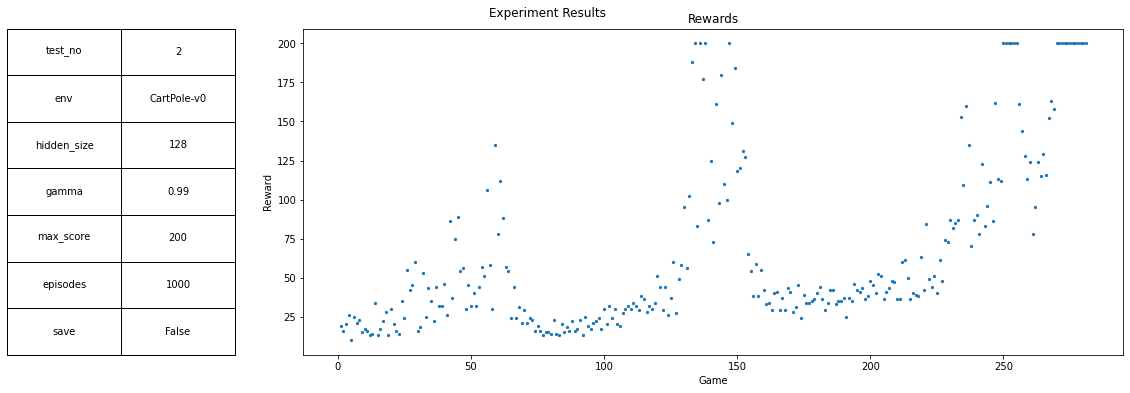 Experiment Results
test_no 2
env CartPole-v0
hidden_size 128
gamma 0.99
max_score 200
episodes 1000
save False
Rewards
Reward
200
175
150
125
100
75
50
25
0 50 100 150 200 250
Game